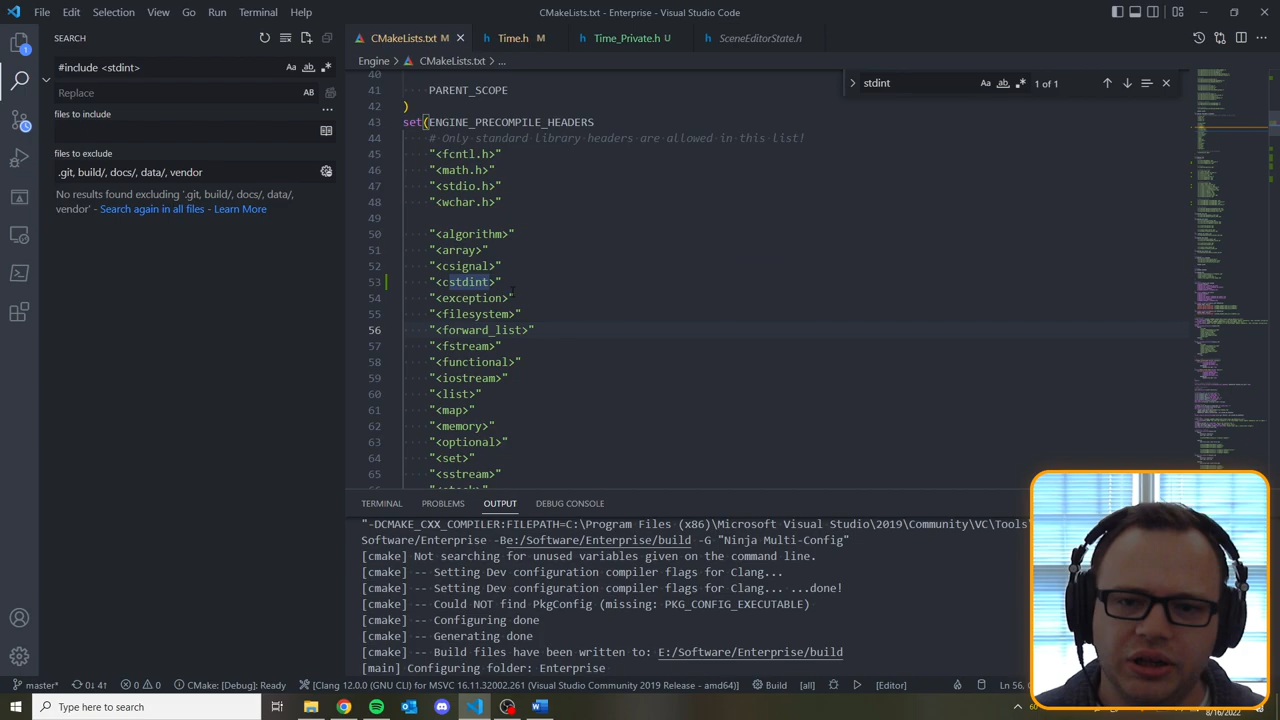 File Edit Selection View Go Run Terminal Help
CMakeLists.txt - Enterprise - Visual Studio Code
SEARCH
CMakeLists.txt M
Time.h M
Time_Private.h U
SceneEditorState.h
1
#include <stdint>
Aa ab
Replace
AB
files to include
files to exclude
.git, build/, docs/, data/, vendor
No results found excluding '.git, build/, docs/, data/,
vendor' - Search again in all files - Learn More
Engine > CMakeLists.txt > ...
stdint
Aa ab
1 of 1
40
41 PARENT_SCOPE
42 )
43 set(ENGINE_PRECOMPILE_HEADERS
44 # Only standard library headers are allowed in this list!
45 "<fcntl.h>"
46 "<math.h>"
47 "<stdio.h>"
48 "<wchar.h>"
49
50 "<algorithm>"
51 "<array>"
52 "<csignal>"
53 "<cstdint>"
54 "<exception>"
55 "<filesystem>"
56 "<forward_list>"
57 "<fstream>"
58 "<functional>"
59 "<iostream>"
60 "<list>"
61 "<map>"
62 "<memory>"
63 "<optional>"
64 "<set>"
65 "<sstream>"
TERMINAL PROBLEMS OUTPUT DEBUG CONSOLE
"-DCMAKE_CXX_COMPILER:FILEPATH=C:\Program Files (x86)\Microsoft Visual Studio\2019\Community\VC\Tools\
Software/Enterprise -Be:/Software/Enterprise/build -G "Ninja Multi-Config"
[cmake] Not searching for unused variables given on the command line.
[cmake] -- Setting Dev configuration compiler flags for Clang...
[cmake] -- Setting Dev configuration compiler flags for Clang......done!
[cmake] -- Could NOT find PkgConfig (missing: PKG_CONFIG_EXECUTABLE)
[cmake] -- Configuring done
[cmake] -- Generating done
[cmake] -- Build files have been written to: E:/Software/Enterprise/build
[main] Configuring folder: Enterprise
master* 0↓ 4↑ 0 0 CMake: [Debug]: Ready [Clang 12.0.0 (GNU CLI) for MSVC 16.11.32002.261 (Visual Studio Community 2019 Release - amd64)] Build [all] [Editor] Ln 56,
Type here to search
60
8/16/2022